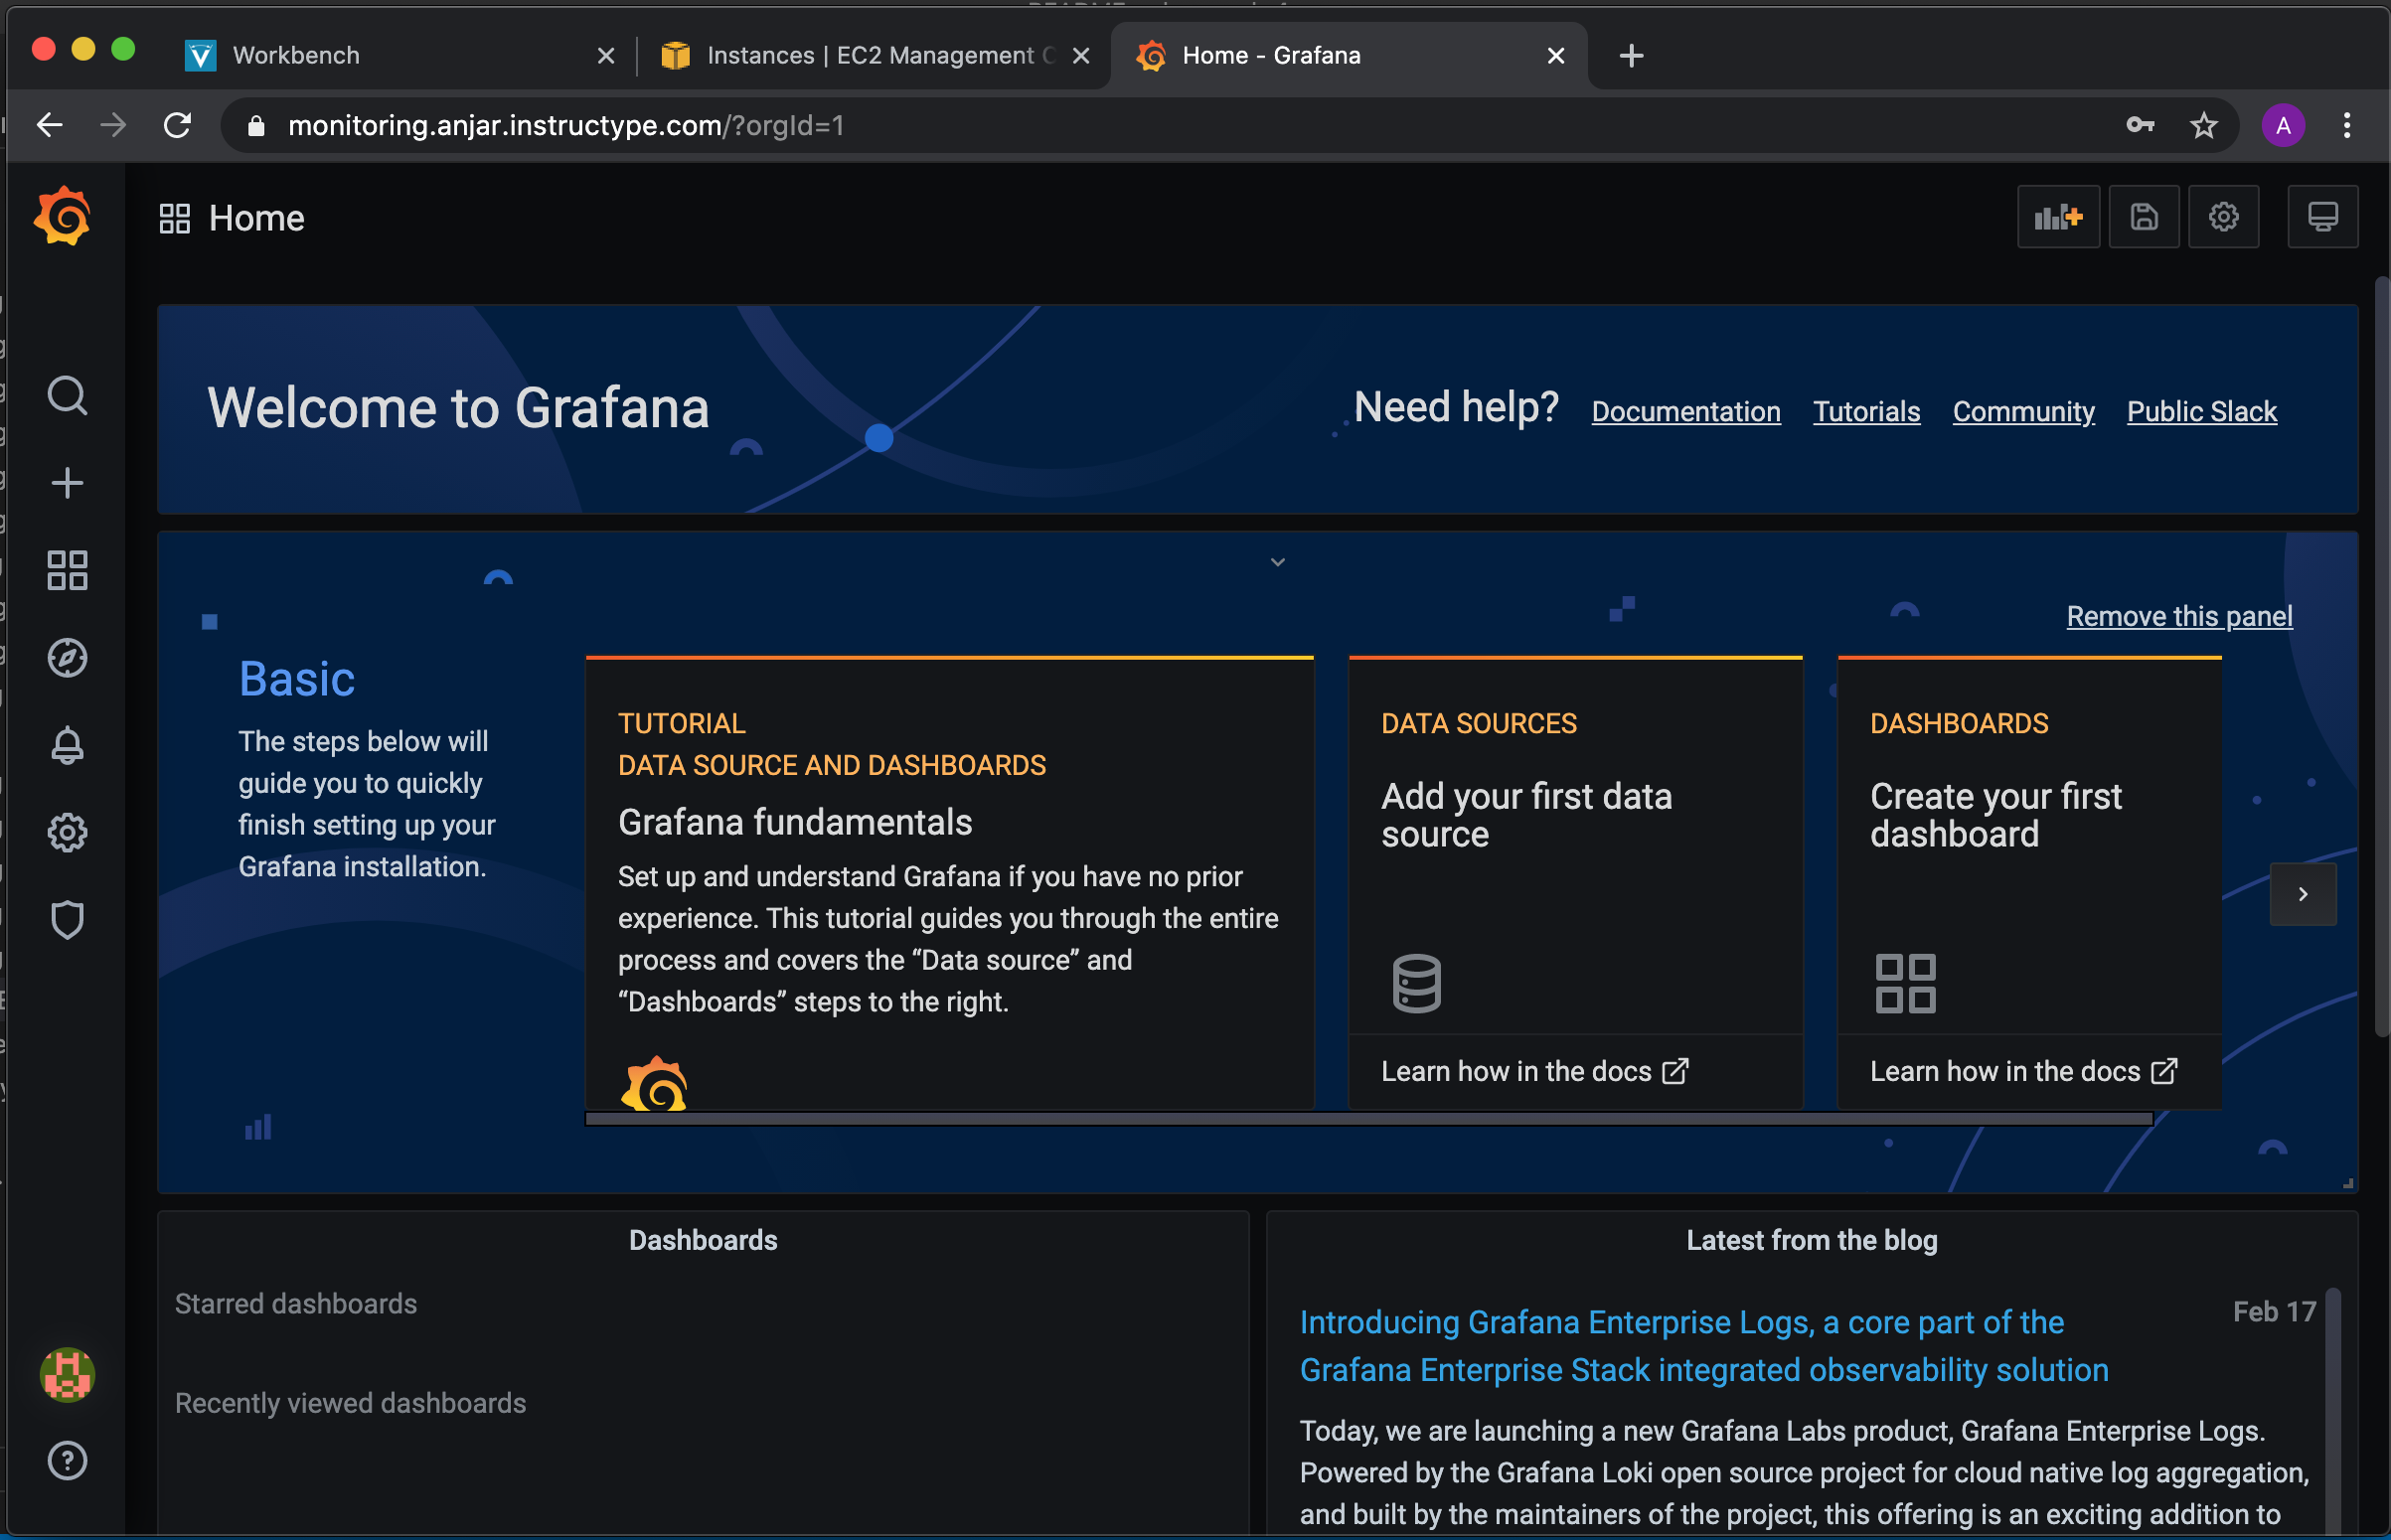 Workbench
Instances | EC2 Management C
Home - Grafana
monitoring.anjar.instructype.com/?orgId=1
A
Home
Welcome to Grafana
Need help? Documentation Tutorials Community Public Slack
Remove this panel
Basic
The steps below will
guide you to quickly
finish setting up your
Grafana installation.
TUTORIAL
DATA SOURCE AND DASHBOARDS
Grafana fundamentals
Set up and understand Grafana if you have no prior
experience. This tutorial guides you through the entire
process and covers the “Data source” and
“Dashboards” steps to the right.
DATA SOURCES
Add your first data
source
Learn how in the docs
DASHBOARDS
Create your first
dashboard
Learn how in the docs
Dashboards
Starred dashboards
Recently viewed dashboards
Latest from the blog
Introducing Grafana Enterprise Logs, a core part of the
Grafana Enterprise Stack integrated observability solution
Feb 17
Today, we are launching a new Grafana Labs product, Grafana Enterprise Logs.
Powered by the Grafana Loki open source project for cloud native log aggregation,
and built by the maintainers of the project, this offering is an exciting addition to